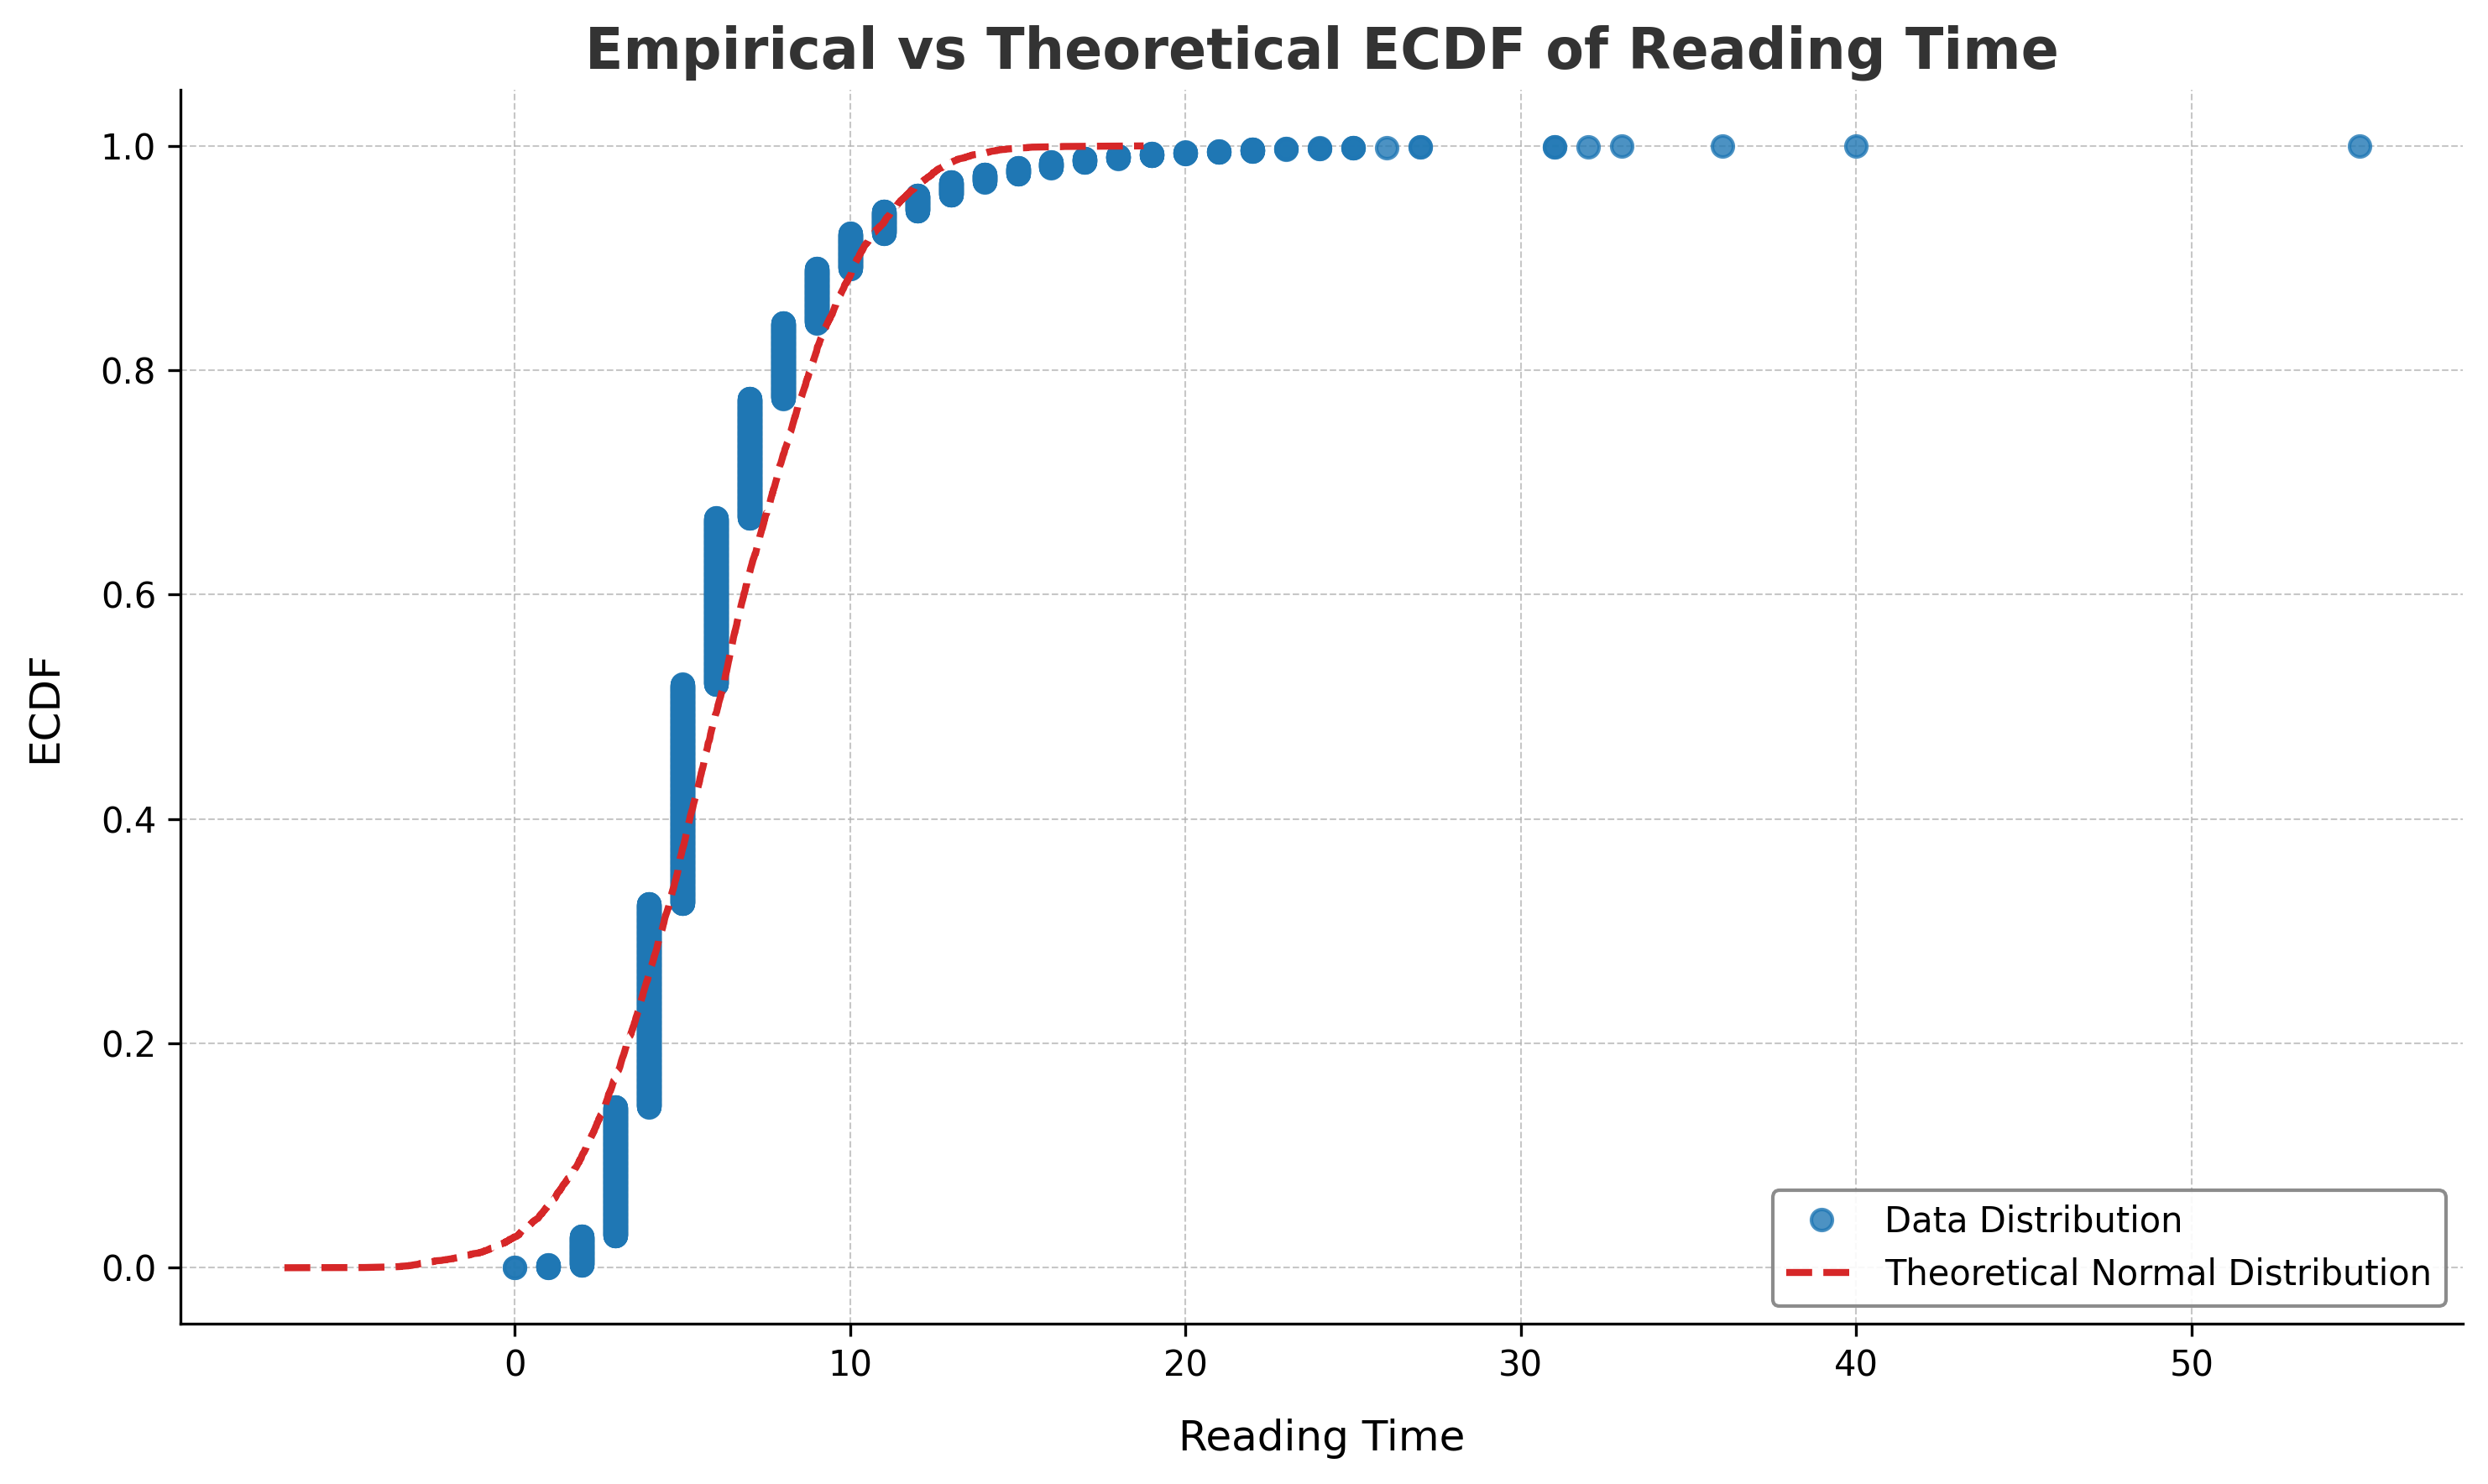 Empirical vs Theoretical ECDF of Reading Time
1.0
0.8
0.6
0.4
0.2
0.0
ECDF
0 10 20 30 40 50
Reading Time
Data Distribution
Theoretical Normal Distribution